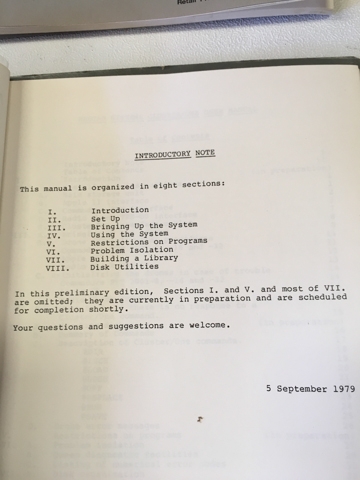 Retail
INTRODUCTORY NOTE
This manual is organized in eight sections:
I. Introduction
II. Set Up
III. Bringing Up the System
IV. Using the System
V. Restrictions on Programs
VI. Problem Isolation
VII. Building a Library
VIII. Disk Utilities
In this preliminary edition, Sections I. and V. and most of VII.
are omitted; they are currently in preparation and are scheduled
for completion shortly.
Your questions and suggestions are welcome.
5 September 1979